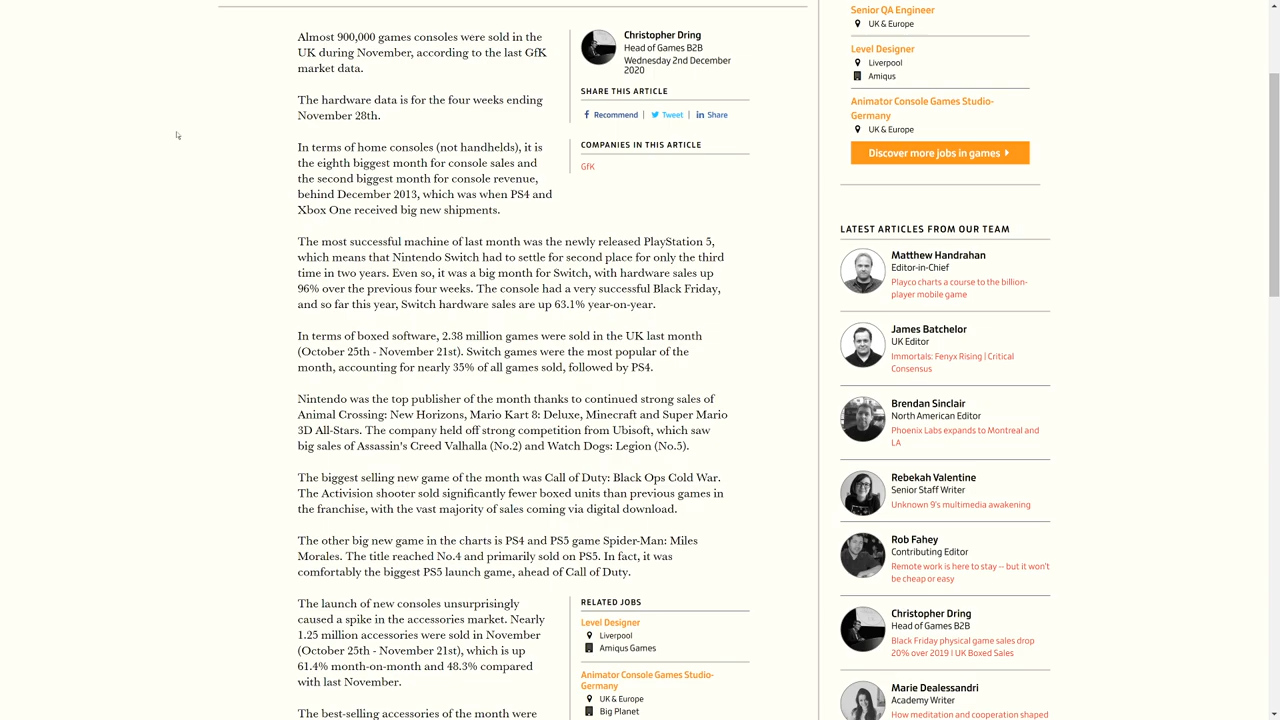 Almost 900,000 games consoles were sold in the
UK during November, according to the last GfK
market data.
The hardware data is for the four weeks ending
November 28th.
In terms of home consoles (not handhelds), it is
the eighth biggest month for console sales and
the second biggest month for console revenue,
behind December 2013, which was when PS4 and
Xbox One received big new shipments.
Christopher Dring
Head of Games B2B
Wednesday 2nd December
2020
SHARE THIS ARTICLE
Recommend | Tweet | Share
COMPANIES IN THIS ARTICLE
GfK
The most successful machine of last month was the newly released PlayStation 5,
which means that Nintendo Switch had to settle for second place for only the third
time in two years. Even so, it was a big month for Switch, with hardware sales up
96% over the previous four weeks. The console had a very successful Black Friday,
and so far this year, Switch hardware sales are up 63.1% year-on-year.
In terms of boxed software, 2.38 million games were sold in the UK last month
(October 25th - November 21st). Switch games were the most popular of the
month, accounting for nearly 35% of all games sold, followed by PS4.
Nintendo was the top publisher of the month thanks to continued strong sales of
Animal Crossing: New Horizons, Mario Kart 8: Deluxe, Minecraft and Super Mario
3D All-Stars. The company held off strong competition from Ubisoft, which saw
big sales of Assassin's Creed Valhalla (No.2) and Watch Dogs: Legion (No.5).
The biggest selling new game of the month was Call of Duty: Black Ops Cold War.
The Activision shooter sold significantly fewer boxed units than previous games in
the franchise, with the vast majority of sales coming via digital download.
The other big new game in the charts is PS4 and PS5 game Spider-Man: Miles
Morales. The title reached No.4 and primarily sold on PS5. In fact, it was
comfortably the biggest PS5 launch game, ahead of Call of Duty.
The launch of new consoles unsurprisingly
caused a spike in the accessories market. Nearly
1.25 million accessories were sold in November
(October 25th - November 21st), which is up
61.4% month-on-month and 48.3% compared
with last November.
The best-selling accessories of the month were
RELATED JOBS
Level Designer
Liverpool
Amiqus Games
Animator Console Games Studio-
Germany
UK & Europe
Big Planet
Senior QA Engineer
UK & Europe
Level Designer
Liverpool
Amiqus
Animator Console Games Studio-
Germany
UK & Europe
Discover more jobs in games
LATEST ARTICLES FROM OUR TEAM
Matthew Handrahan
Editor-in-Chief
Playco charts a course to the billion-
player mobile game
James Batchelor
UK Editor
Immortals: Fenyx Rising | Critical
Consensus
Brendan Sinclair
North American Editor
Phoenix Labs expands to Montreal and
LA
Rebekah Valentine
Senior Staff Writer
Unknown 9's multimedia awakening
Rob Fahey
Contributing Editor
Remote work is here to stay -- but it won't
be cheap or easy
Christopher Dring
Head of Games B2B
Black Friday physical game sales drop
20% over 2019 | UK Boxed Sales
Marie Dealessandri
Academy Writer
How meditation and cooperation shaped